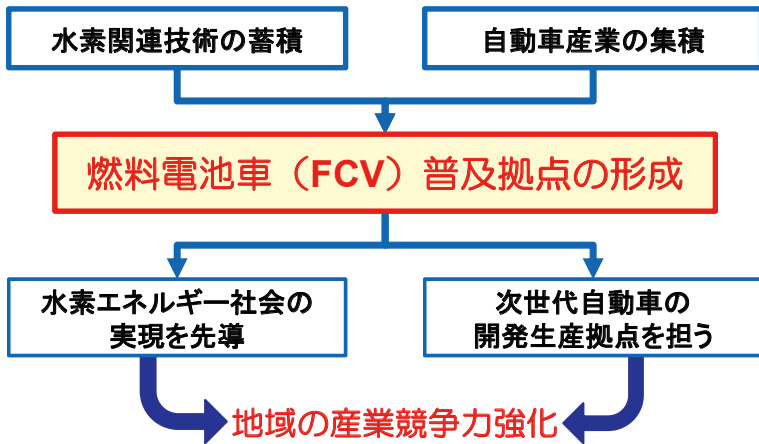 水素関連技術の蓄積
自動車産業の集積
燃料電池車（FCV）普及拠点の形成
水素エネルギー社会の
実現を先導
次世代自動車の
開発生産拠点を担う
地域の産業競争力強化